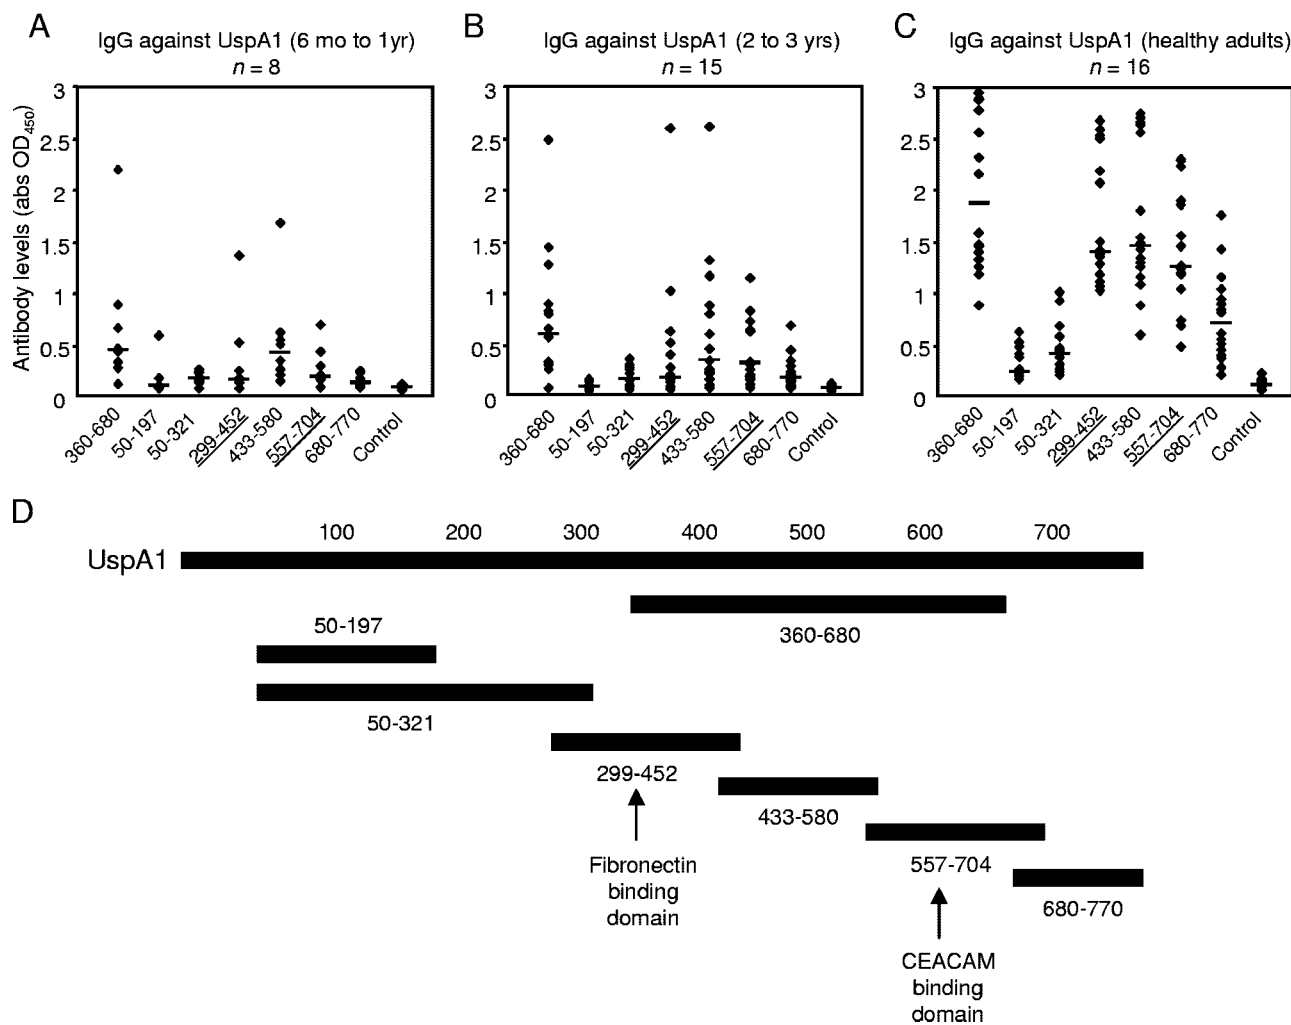 A
IgG against UspA1 (6 mo to 1yr)
n = 8
Antibody levels (abs OD450)
3
2.5
2
1.5
1
0.5
0
360-680
50-197
50-321
299-452
433-580
557-704
680-770
Control
B
IgG against UspA1 (2 to 3 yrs)
n = 15
3
2.5
2
1.5
1
0.5
0
360-680
50-197
50-321
299-452
433-580
557-704
680-770
Control
C
IgG against UspA1 (healthy adults)
n = 16
3
2.5
2
1.5
1
0.5
0
360-680
50-197
50-321
299-452
433-580
557-704
680-770
Control
D
100 200 300 400 500 600 700
UspA1
360-680
50-197
50-321
299-452
433-580
557-704
680-770
Fibronectin
binding
domain
CEACAM
binding
domain